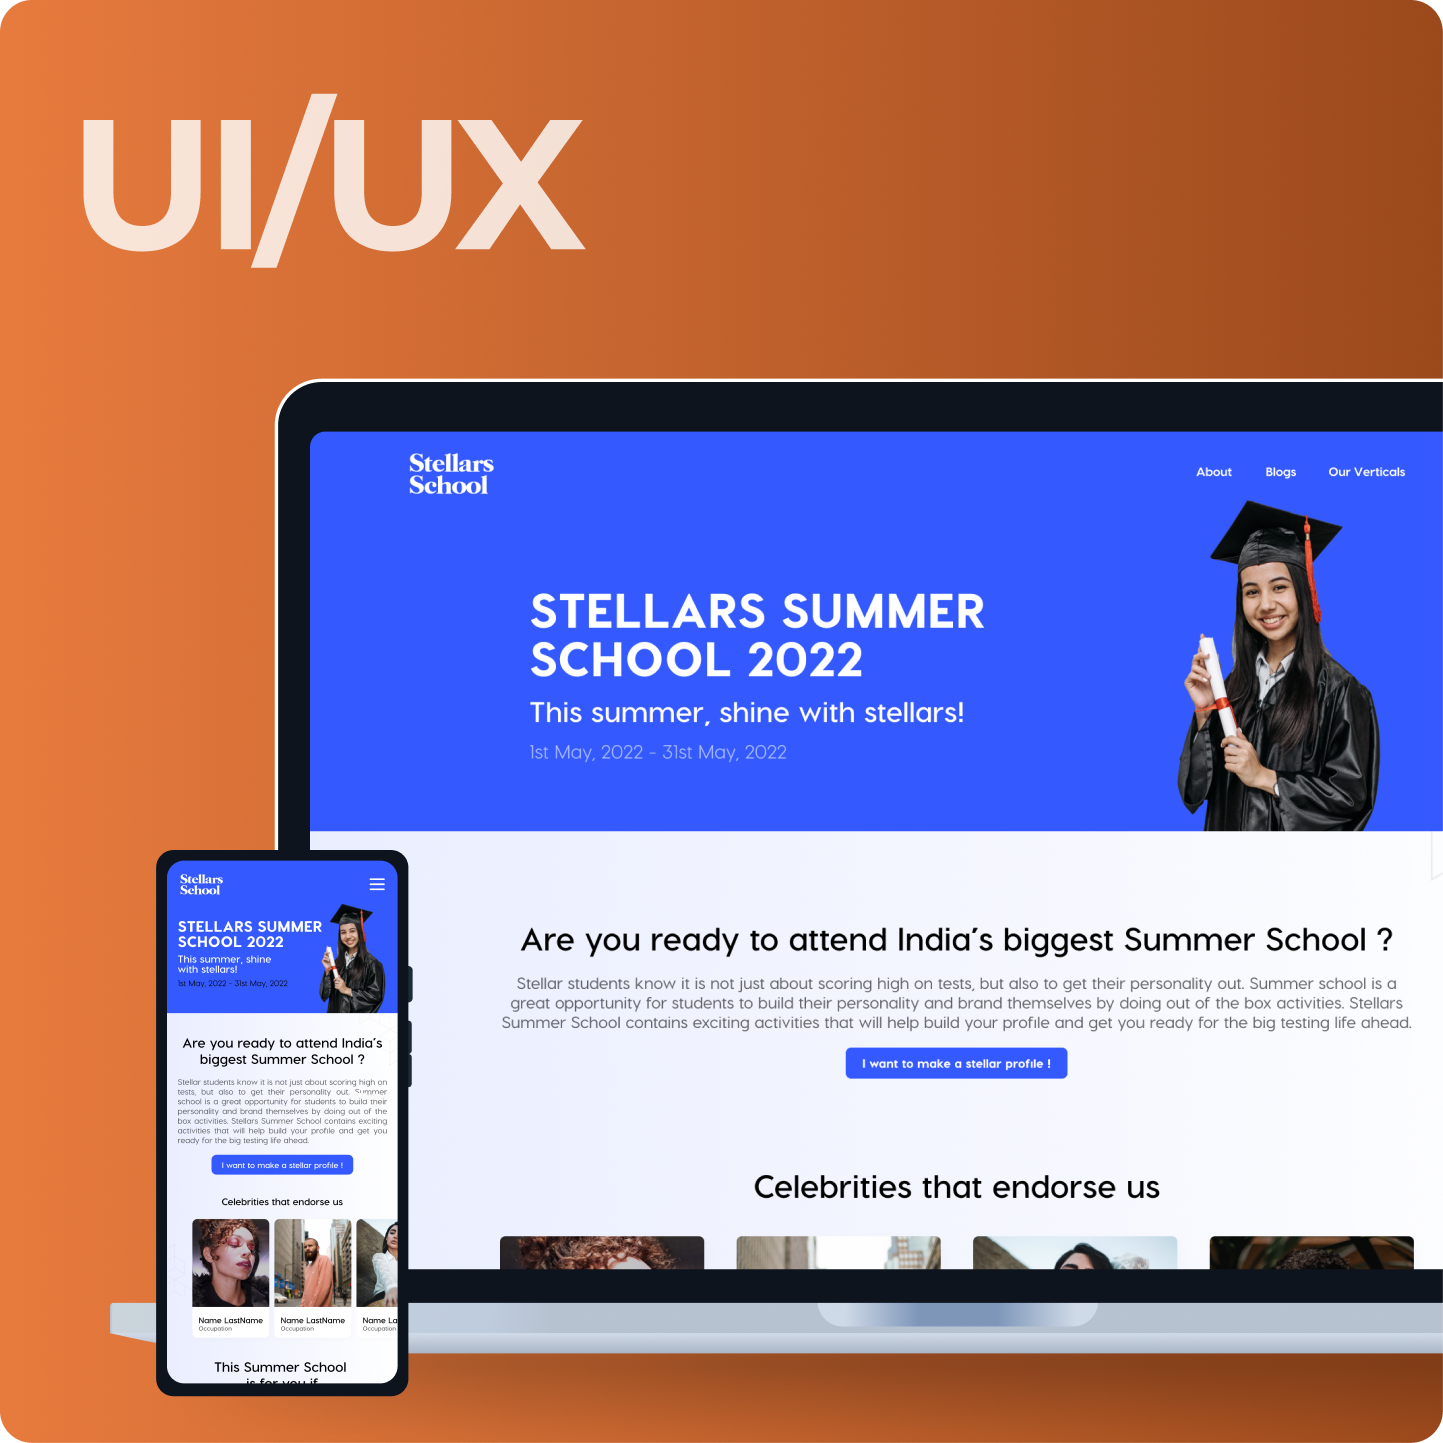 UI/UX
Stellars
School
About Blogs Our Verticals
STELLARS SUMMER
SCHOOL 2022
This summer, shine with stellars!
1st May, 2022 - 31st May, 2022
Are you ready to attend India's biggest Summer School ?
Stellar students know it is not just about scoring high on tests, but also to get their personality out. Summer school is a
great opportunity for students to build their personality and brand themselves by doing out of the box activities. Stellars
Summer School contains exciting activities that will help build your profile and get you ready for the big testing life ahead.
I want to make a stellar profile !
Celebrities that endorse us
Stellars
School
STELLARS SUMMER
SCHOOL 2022
This summer, shine
with stellars!
1st May, 2022 - 31st May, 2022
Are you ready to attend India's
biggest Summer School ?
Stellar students know it is not just about scoring high on
tests, but also to get their personality out. Summer
school is a great opportunity for students to build their
personality and brand themselves by doing out of the
box activities. Stellars Summer School contains exciting
activities that will help build your profile and get you
ready for the big testing life ahead.
I want to make a stellar profile !
Celebrities that endorse us
Name LastName Name LastName Name La
Occupation Occupation Occupation
This Summer School
is for you if